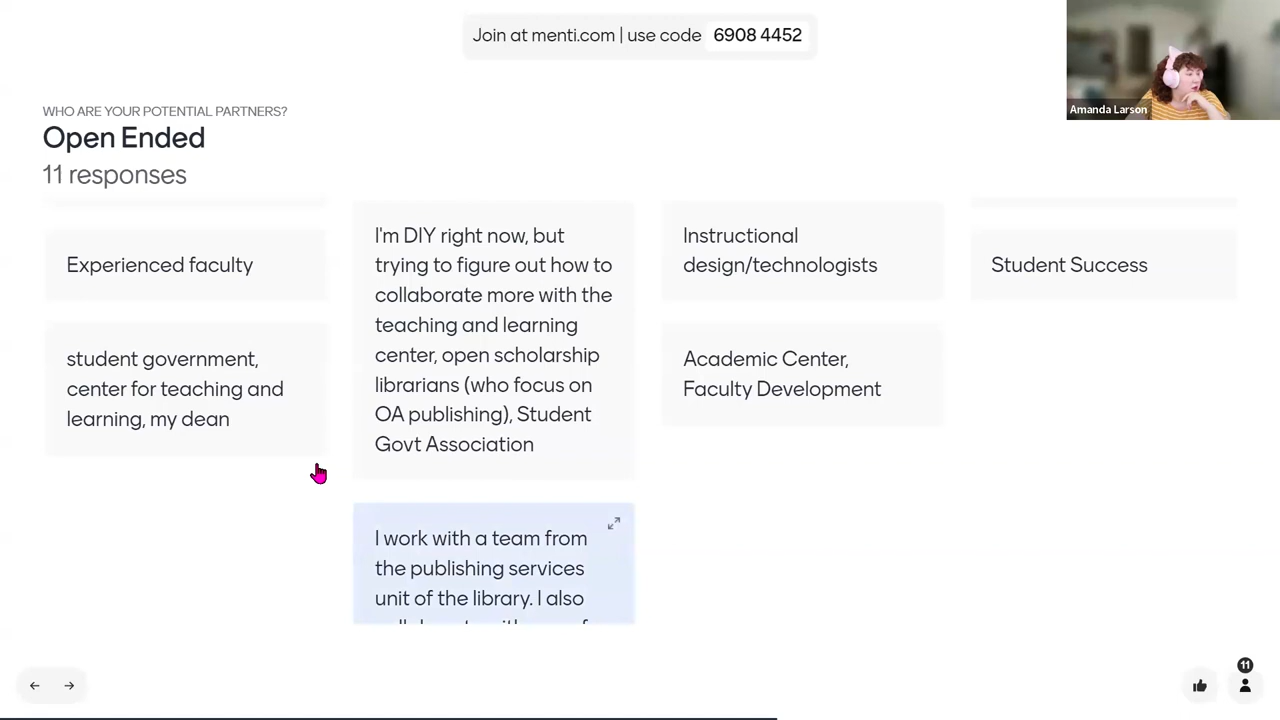 Join at menti.com | use code 6908 4452
Amanda Larson
WHO ARE YOUR POTENTIAL PARTNERS?
Open Ended
11 responses
Experienced faculty
student government,
center for teaching and
learning, my dean
I'm DIY right now, but
trying to figure out how to
collaborate more with the
teaching and learning
center, open scholarship
librarians (who focus on
OA publishing), Student
Govt Association
I work with a team from
the publishing services
unit of the library. I also
Instructional
design/technologists
Academic Center,
Faculty Development
Student Success
11